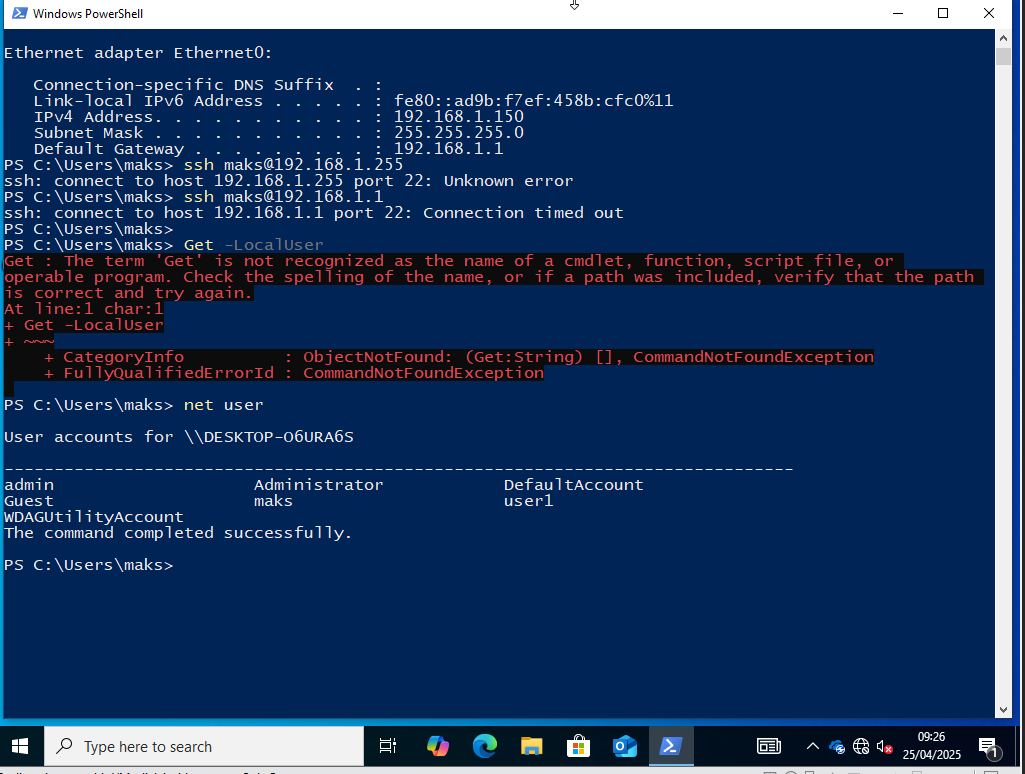 Windows PowerShell
Ethernet adapter Ethernet0:
Connection-specific DNS Suffix  . :
Link-local IPv6 Address . . . . . : fe80::ad9b:f7ef:458b:cfc0%11
IPv4 Address. . . . . . . . . . . : 192.168.1.150
Subnet Mask . . . . . . . . . . . : 255.255.255.0
Default Gateway . . . . . . . . . : 192.168.1.1
PS C:\Users\maks> ssh maks@192.168.1.255
ssh: connect to host 192.168.1.255 port 22: Unknown error
PS C:\Users\maks> ssh maks@192.168.1.1
ssh: connect to host 192.168.1.1 port 22: Connection timed out
PS C:\Users\maks>
PS C:\Users\maks> Get -LocalUser
Get : The term 'Get' is not recognized as the name of a cmdlet, function, script file, or
operable program. Check the spelling of the name, or if a path was included, verify that the path
is correct and try again.
At line:1 char:1
+ Get -LocalUser
+ ~~~
    + CategoryInfo          : ObjectNotFound: (Get:String) [], CommandNotFoundException
    + FullyQualifiedErrorId : CommandNotFoundException
PS C:\Users\maks> net user
User accounts for \\DESKTOP-O6URA6S
-------------------------------------------------------------------------------
admin                    Administrator            DefaultAccount
Guest                    maks                     user1
WDAGUtilityAccount
The command completed successfully.
PS C:\Users\maks>
Type here to search
09:26
25/04/2025
1